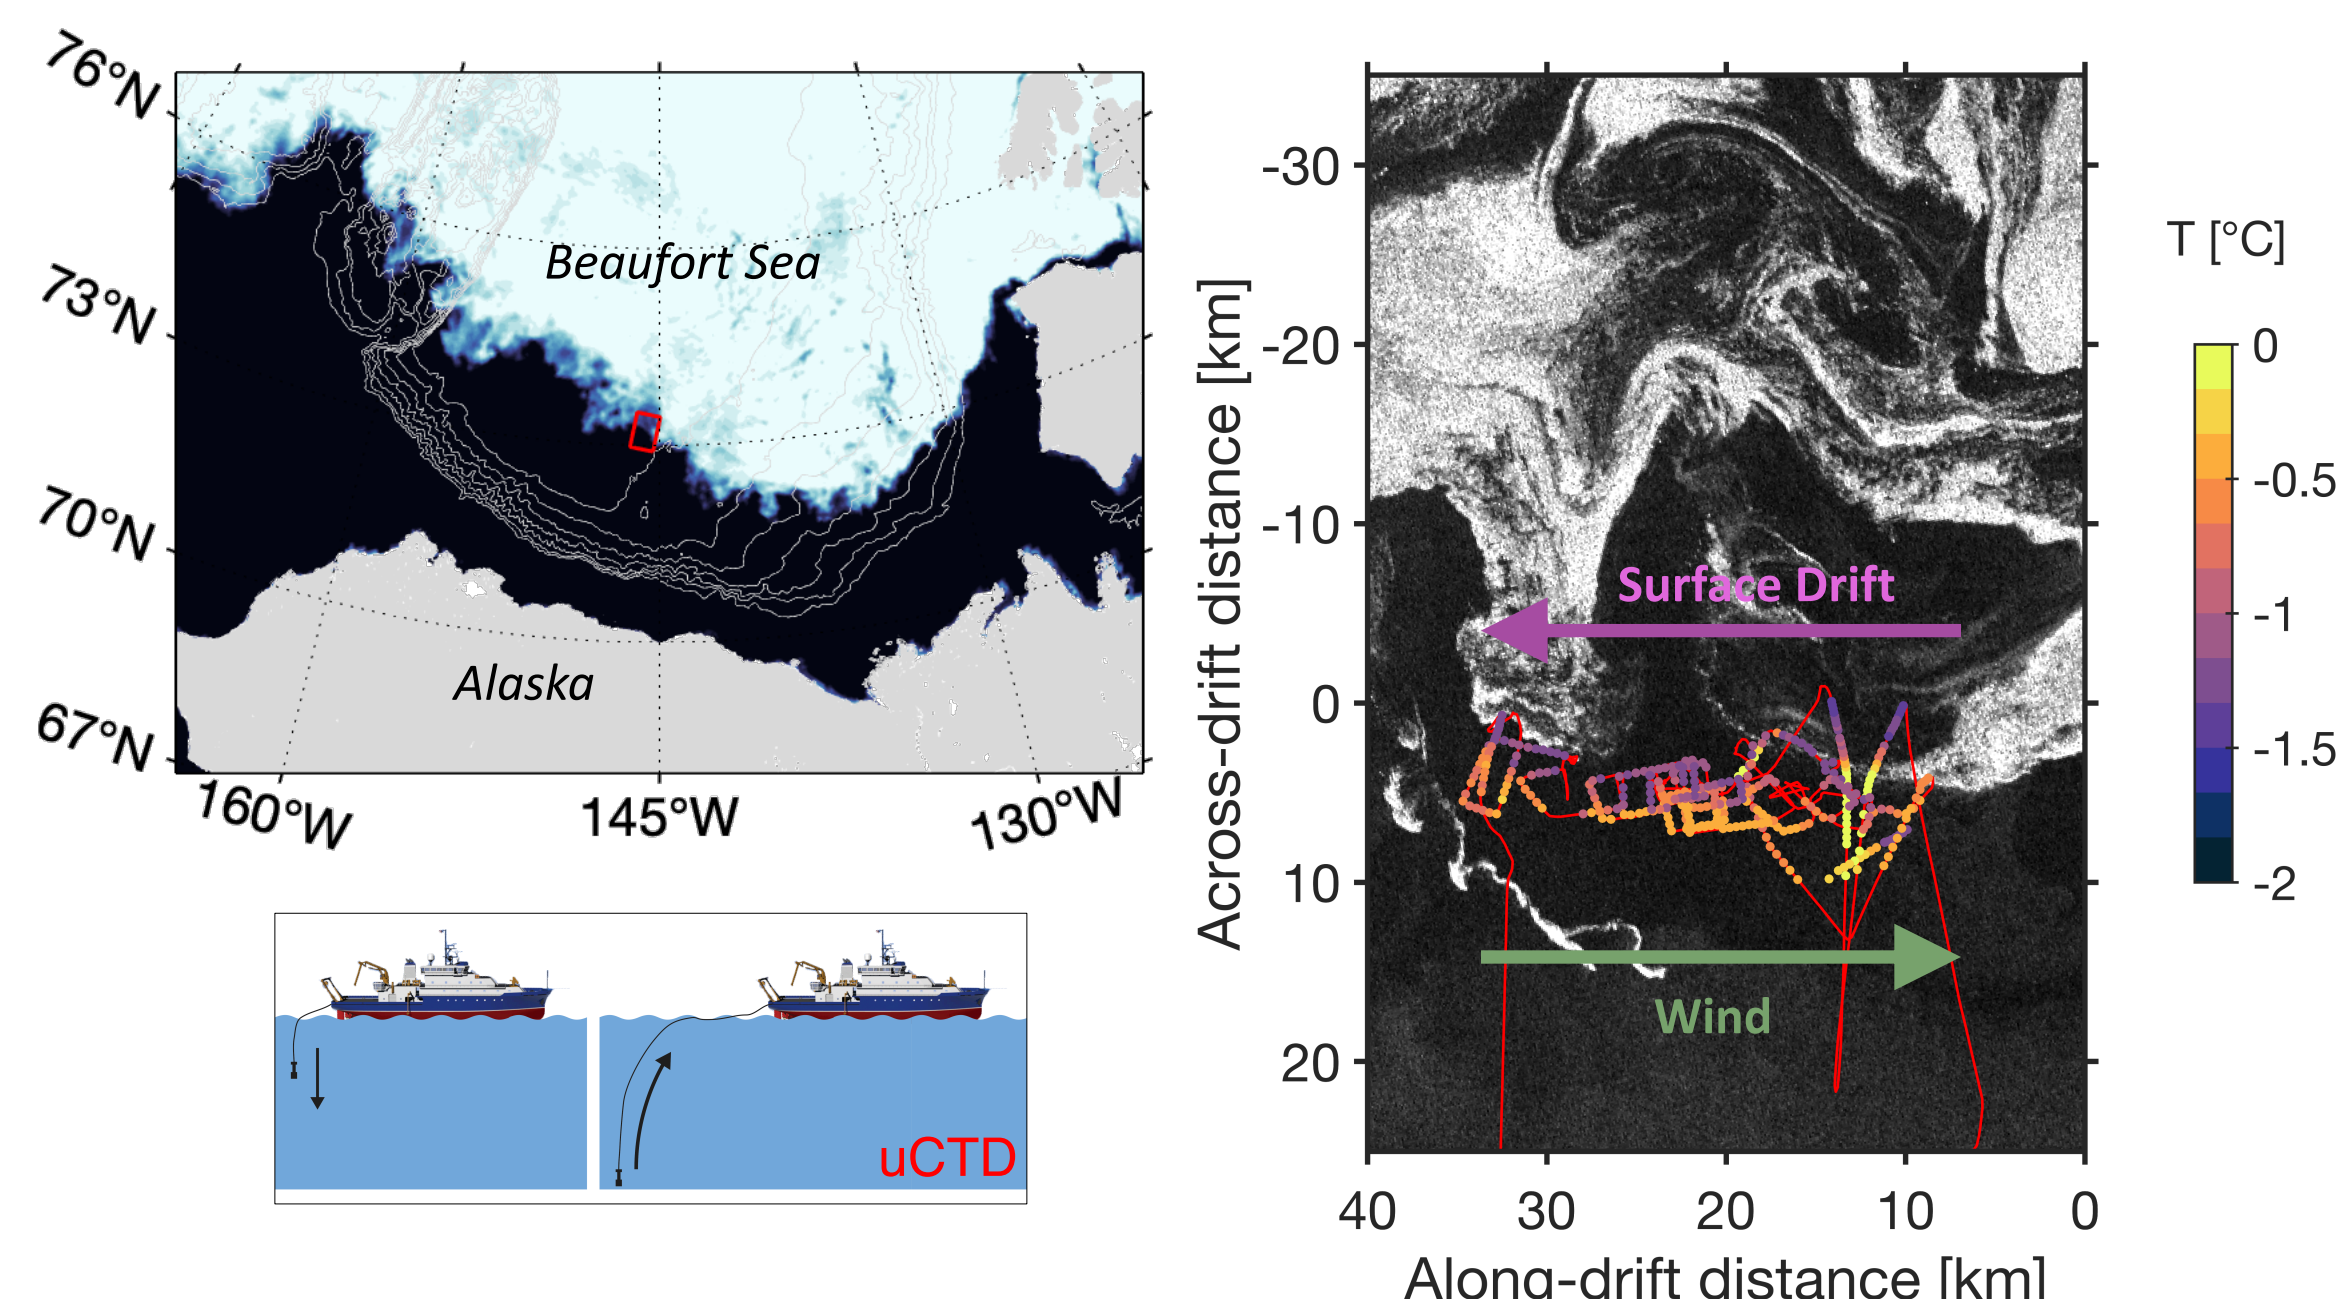 76°N
73°N
70°N
67°N
160°W
145°W
130°W
Beaufort Sea
Alaska
uCTD
Across-drift distance [km]
-30
-20
-10
0
10
20
40
30
20
10
0
Along-drift distance [km]
Surface Drift
Wind
T [°C]
0
-0.5
-1
-1.5
-2